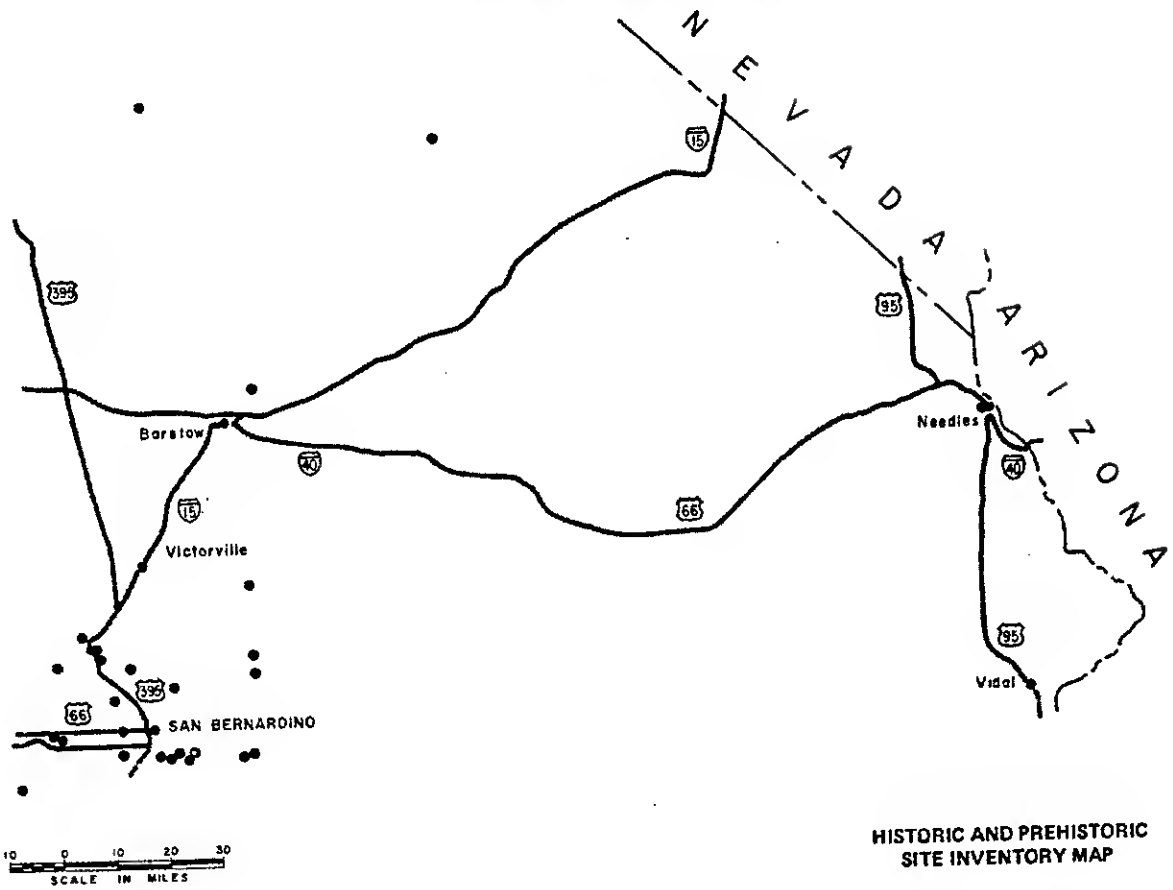 NEVADA
15
395
95
ARIZONA
Barstow
Needles
40
40
66
15
Victorville
95
Vidal
395
66
SAN BERNARDINO
10 0 10 20 30
SCALE IN MILES
HISTORIC AND PREHISTORIC
SITE INVENTORY MAP